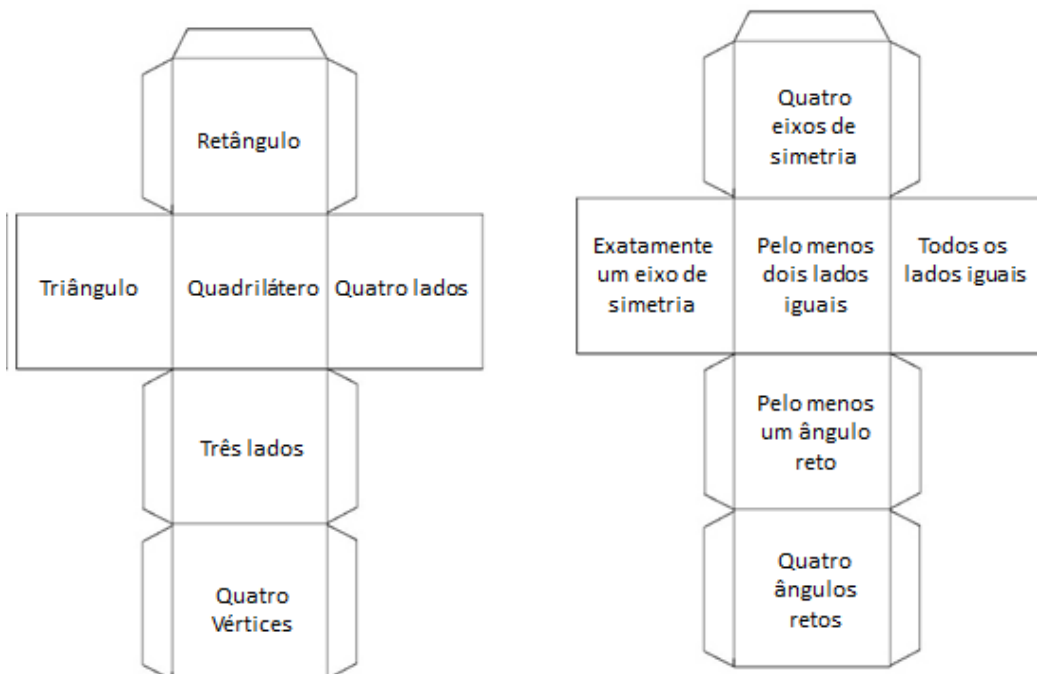 Retângulo
Triângulo
Quadrilátero
Quatro lados
Três lados
Quatro
Vértices
Quatro
eixos de
simetria
Exatamente
um eixo de
simetria
Pelo menos
dois lados
iguais
Todos os
lados iguais
Pelo menos
um ângulo
reto
Quatro
ângulos
retos